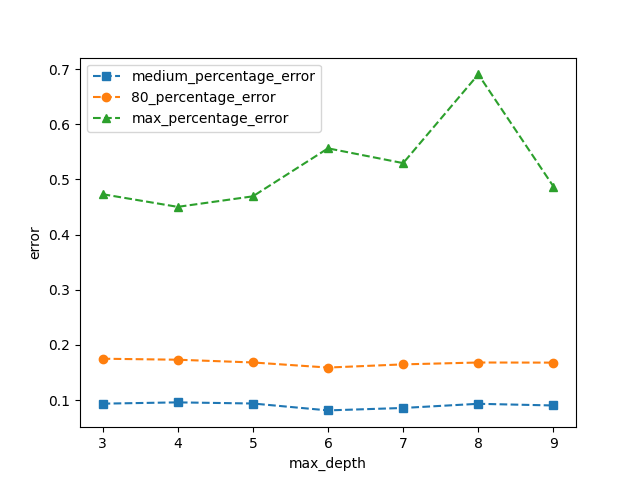 0.7
0.6
0.5
0.4
0.3
0.2
0.1
error
medium_percentage_error
80_percentage_error
max_percentage_error
3 4 5 6 7 8 9
max_depth